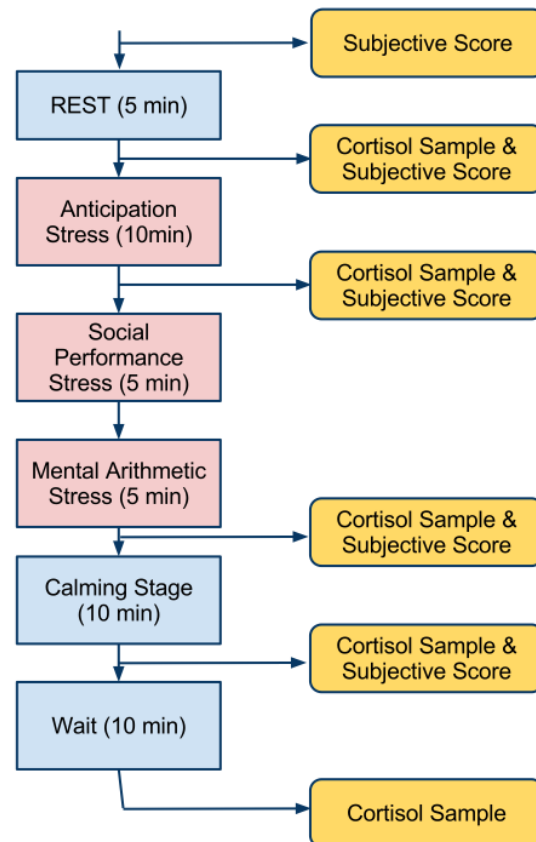 Subjective Score
REST (5 min)
Cortisol Sample &
Subjective Score
Anticipation
Stress (10min)
Cortisol Sample &
Subjective Score
Social
Performance
Stress (5 min)
Mental Arithmetic
Stress (5 min)
Cortisol Sample &
Subjective Score
Calming Stage
(10 min)
Cortisol Sample &
Subjective Score
Wait (10 min)
Cortisol Sample